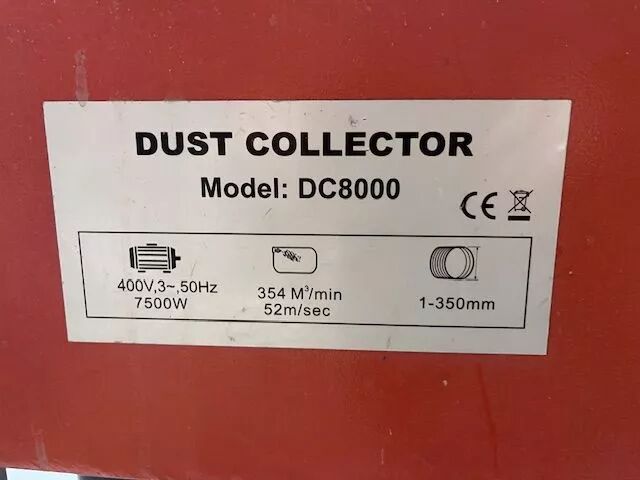 DUST COLLECTOR
Model: DC8000
CE
400V,3~,50Hz
7500W
354 M³/min
52m/sec
1-350mm